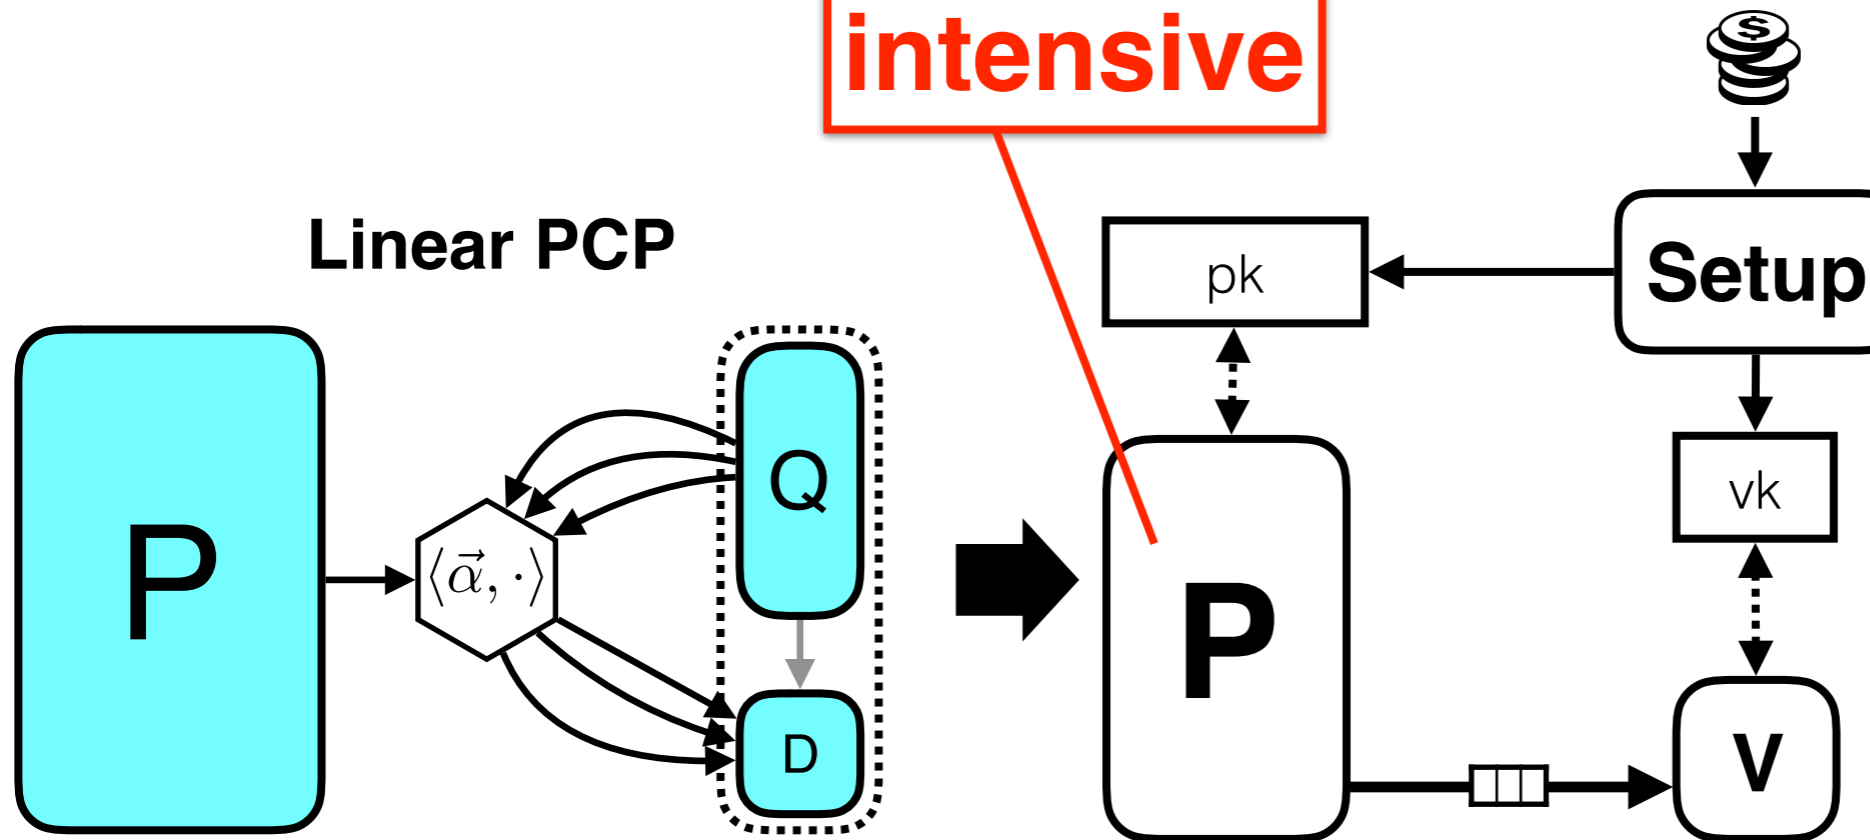 intensive
$
Linear PCP
pk
Setup
P
Q
⟨α⃗, ·⟩
vk
P
D
V